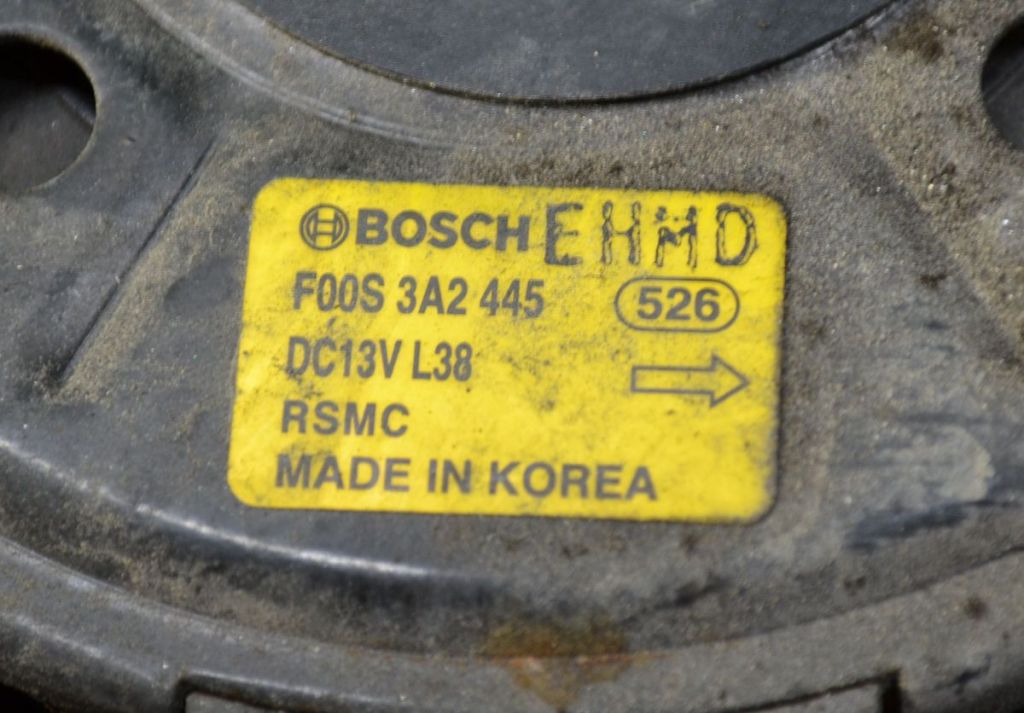 BOSCH EHMD
F00S 3A2 445 526
DC13V L38
RSMC
MADE IN KOREA